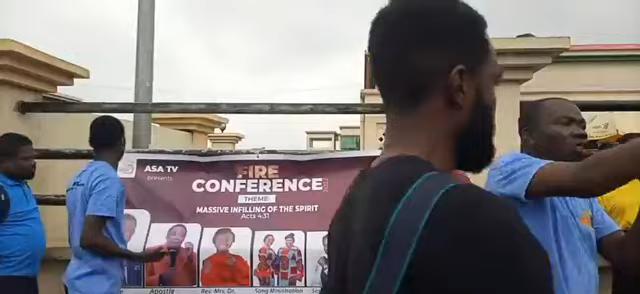 ASA TV
presents
FIRE
CONFERENCE
THEME:
MASSIVE INFILLING OF THE SPIRIT
Acts 4:31
Apostle
Rev. Mrs. Dr.
Song Ministration